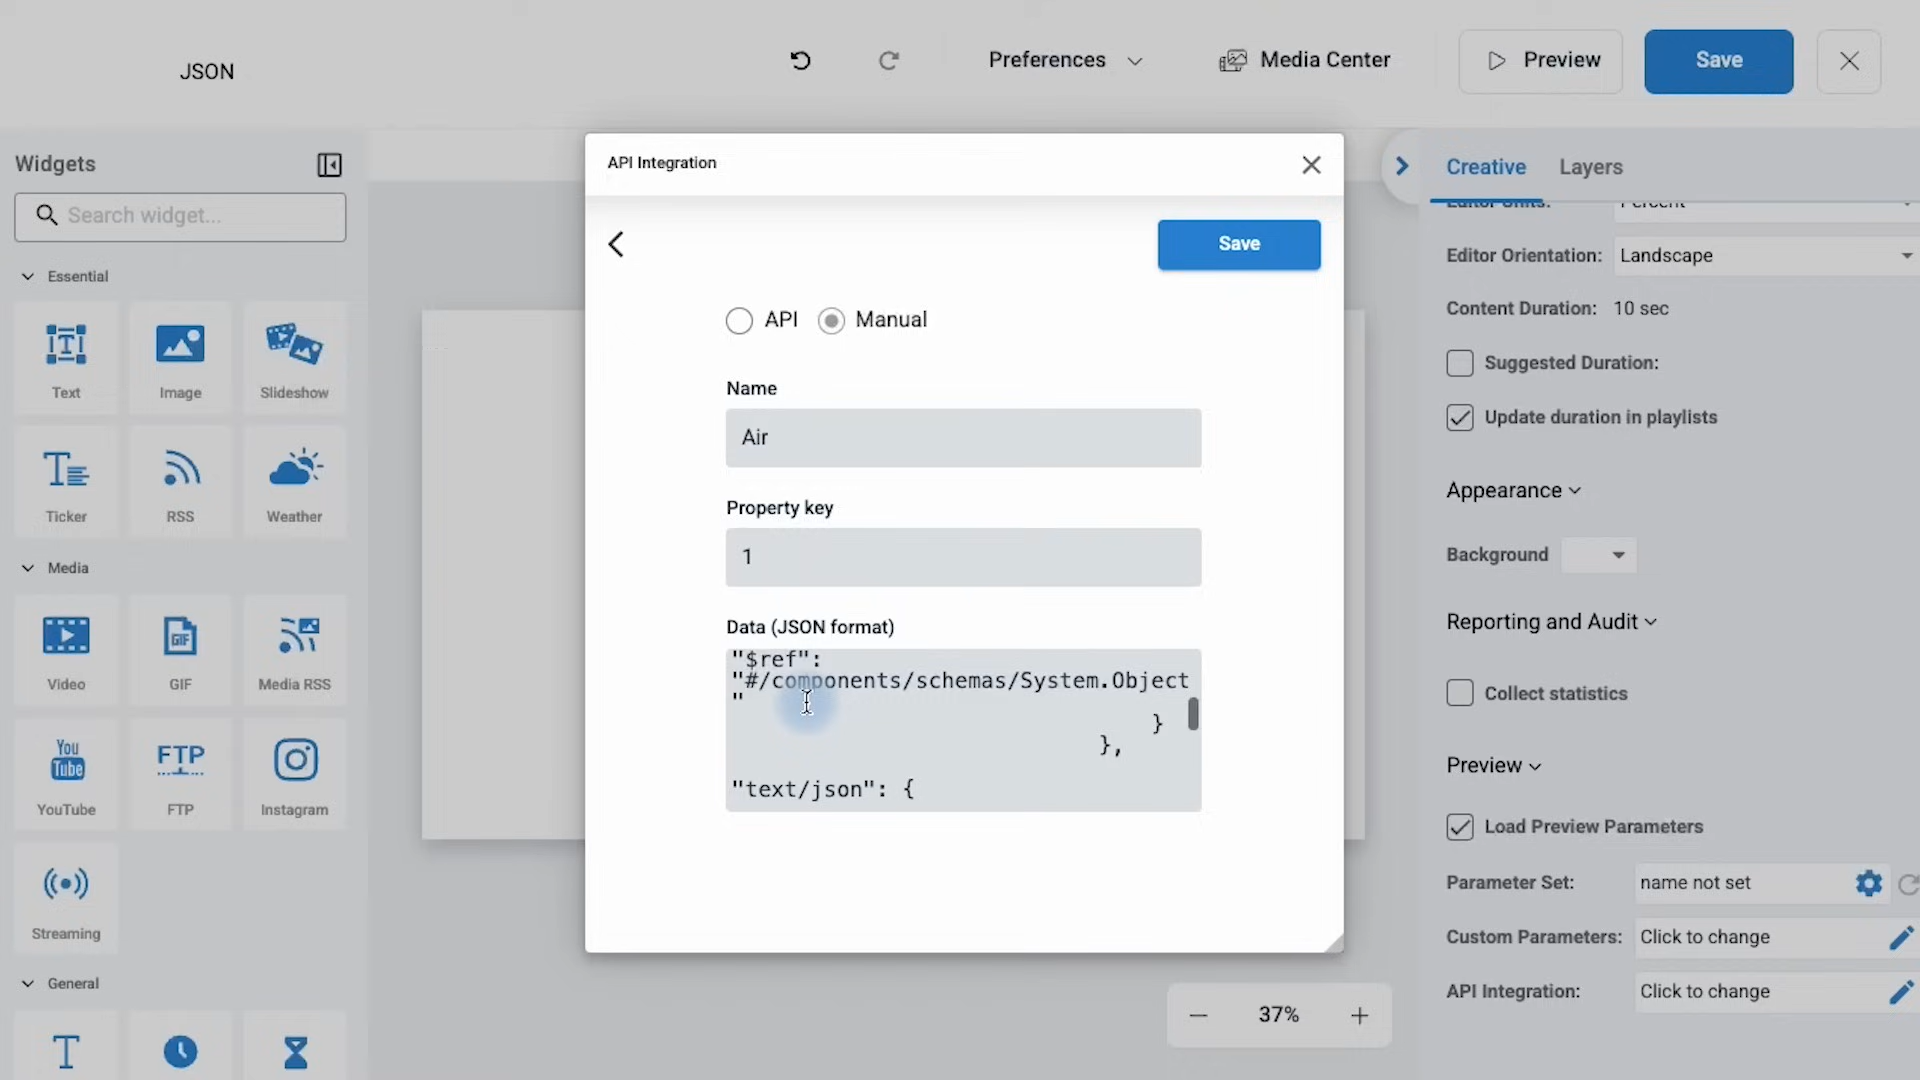 JSON
Preferences
Media Center
Preview
Save
Widgets
Search widget...
Essential
Text
Image
Slideshow
Ticker
RSS
Weather
Media
Video
GIF
Media RSS
YouTube
FTP
Instagram
Streaming
General
API Integration
Save
API
Manual
Name
Air
Property key
1
Data (JSON format)
"$ref":
"#/components/schemas/System.Object
"
}
},
"text/json": {
37%
Creative
Layers
Editor Units:
Percent
Editor Orientation:
Landscape
Content Duration:
10 sec
Suggested Duration:
Update duration in playlists
Appearance
Background
Reporting and Audit
Collect statistics
Preview
Load Preview Parameters
Parameter Set:
name not set
Custom Parameters:
Click to change
API Integration:
Click to change